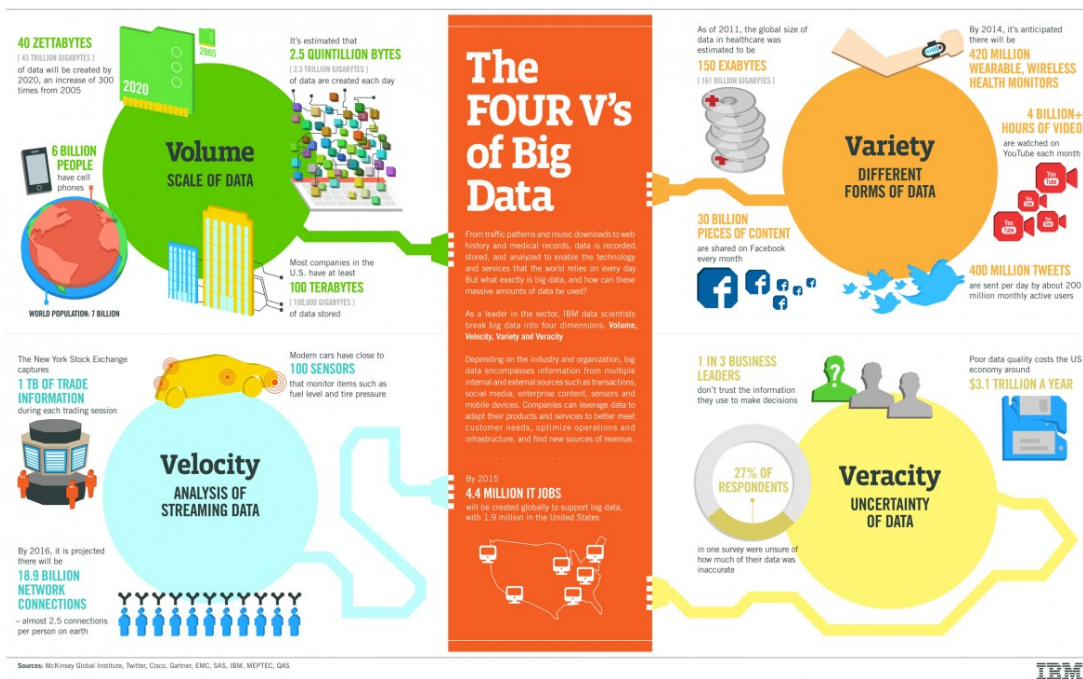 40 ZETTABYTES
[ 43 TRILLION GIGABYTES ]
of data will be created by
2020, an increase of 300
times from 2005
2005
2020
It's estimated that
2.5 QUINTILLION BYTES
[ 2.3 TRILLION GIGABYTES ]
of data are created each day
6 BILLION
PEOPLE
have cell
phones
Volume
SCALE OF DATA
WORLD POPULATION: 7 BILLION
Most companies in the
U.S. have at least
100 TERABYTES
[ 100,000 GIGABYTES ]
of data stored
The New York Stock Exchange
captures
1 TB OF TRADE
INFORMATION
during each trading session
Modern cars have close to
100 SENSORS
that monitor items such as
fuel level and tire pressure
Velocity
ANALYSIS OF
STREAMING DATA
By 2016, it is projected
there will be
18.9 BILLION
NETWORK
CONNECTIONS
– almost 2.5 connections
per person on earth
The
FOUR V's
of Big
Data
From traffic patterns and music downloads to web
history and medical records, data is recorded,
stored, and analyzed to enable the technology
and services that the world relies on every day.
But what exactly is big data, and how can these
massive amounts of data be used?
As a leader in the sector, IBM data scientists
break big data into four dimensions: Volume,
Velocity, Variety and Veracity
Depending on the industry and organization, big
data encompasses information from multiple
internal and external sources such as transactions,
social media, enterprise content, sensors and
mobile devices. Companies can leverage data to
adapt their products and services to better meet
customer needs, optimize operations and
infrastructure, and find new sources of revenue.
By 2015
4.4 MILLION IT JOBS
will be created globally to support big data,
with 1.9 million in the United States
As of 2011, the global size of
data in healthcare was
estimated to be
150 EXABYTES
[ 161 BILLION GIGABYTES ]
By 2014, it's anticipated
there will be
420 MILLION
WEARABLE, WIRELESS
HEALTH MONITORS
Variety
DIFFERENT
FORMS OF DATA
4 BILLION+
HOURS OF VIDEO
are watched on
YouTube each month
You
Tube
You
Tube
You
Tube
You
Tube
30 BILLION
PIECES OF CONTENT
are shared on Facebook
every month
f
f
f
f
f
f
400 MILLION TWEETS
are sent per day by about 200
million monthly active users
1 IN 3 BUSINESS
LEADERS
don't trust the information
they use to make decisions
?
Poor data quality costs the US
economy around
$3.1 TRILLION A YEAR
27% OF
RESPONDENTS
in one survey were unsure of
how much of their data was
inaccurate
Veracity
UNCERTAINTY
OF DATA
Sources: McKinsey Global Institute, Twitter, Cisco, Gartner, EMC, SAS, IBM, MEPTEC, QAS
IBM